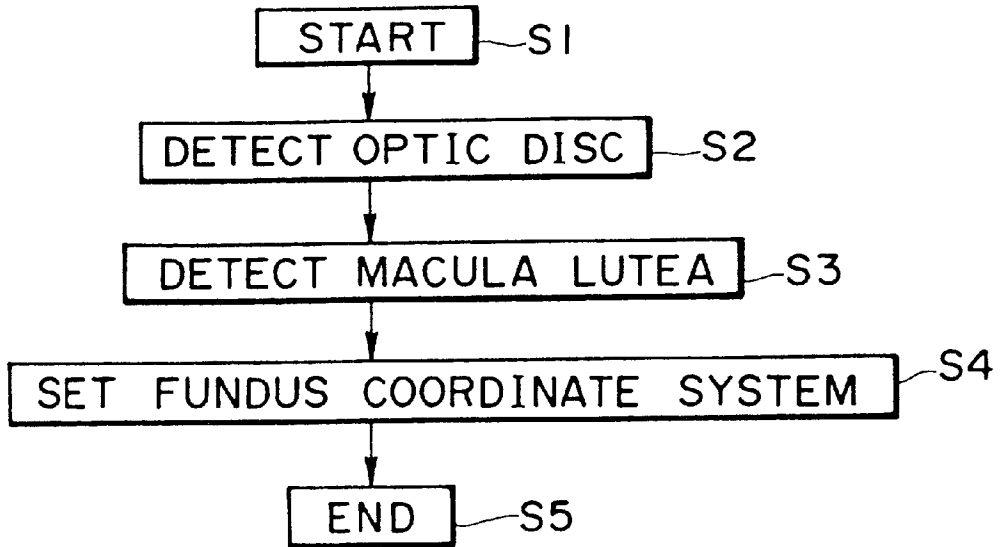 START S1
DETECT OPTIC DISC S2
DETECT MACULA LUTEA S3
SET FUNDUS COORDINATE SYSTEM S4
END S5